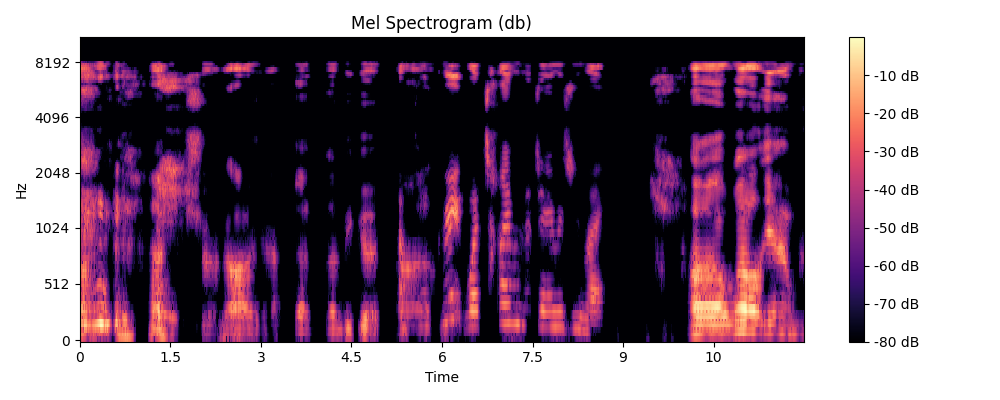 Mel Spectrogram (db)
8192
4096
2048
1024
512
0
Hz
0 1.5 3 4.5 6 7.5 9 10
Time
-10 dB
-20 dB
-30 dB
-40 dB
-50 dB
-60 dB
-70 dB
-80 dB